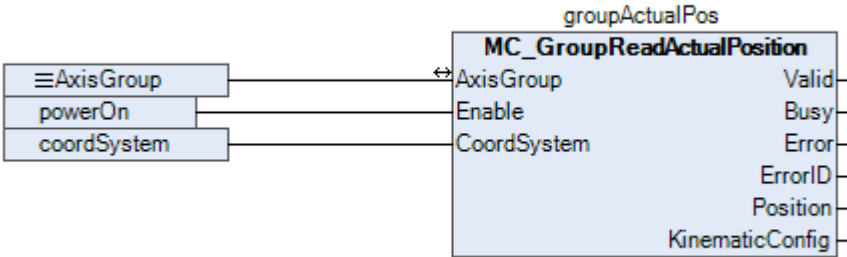 groupActualPos
MC_GroupReadActualPosition
AxisGroup AxisGroup Valid
powerOn Enable Busy
coordSystem CoordSystem Error
ErrorID
Position
KinematicConfig